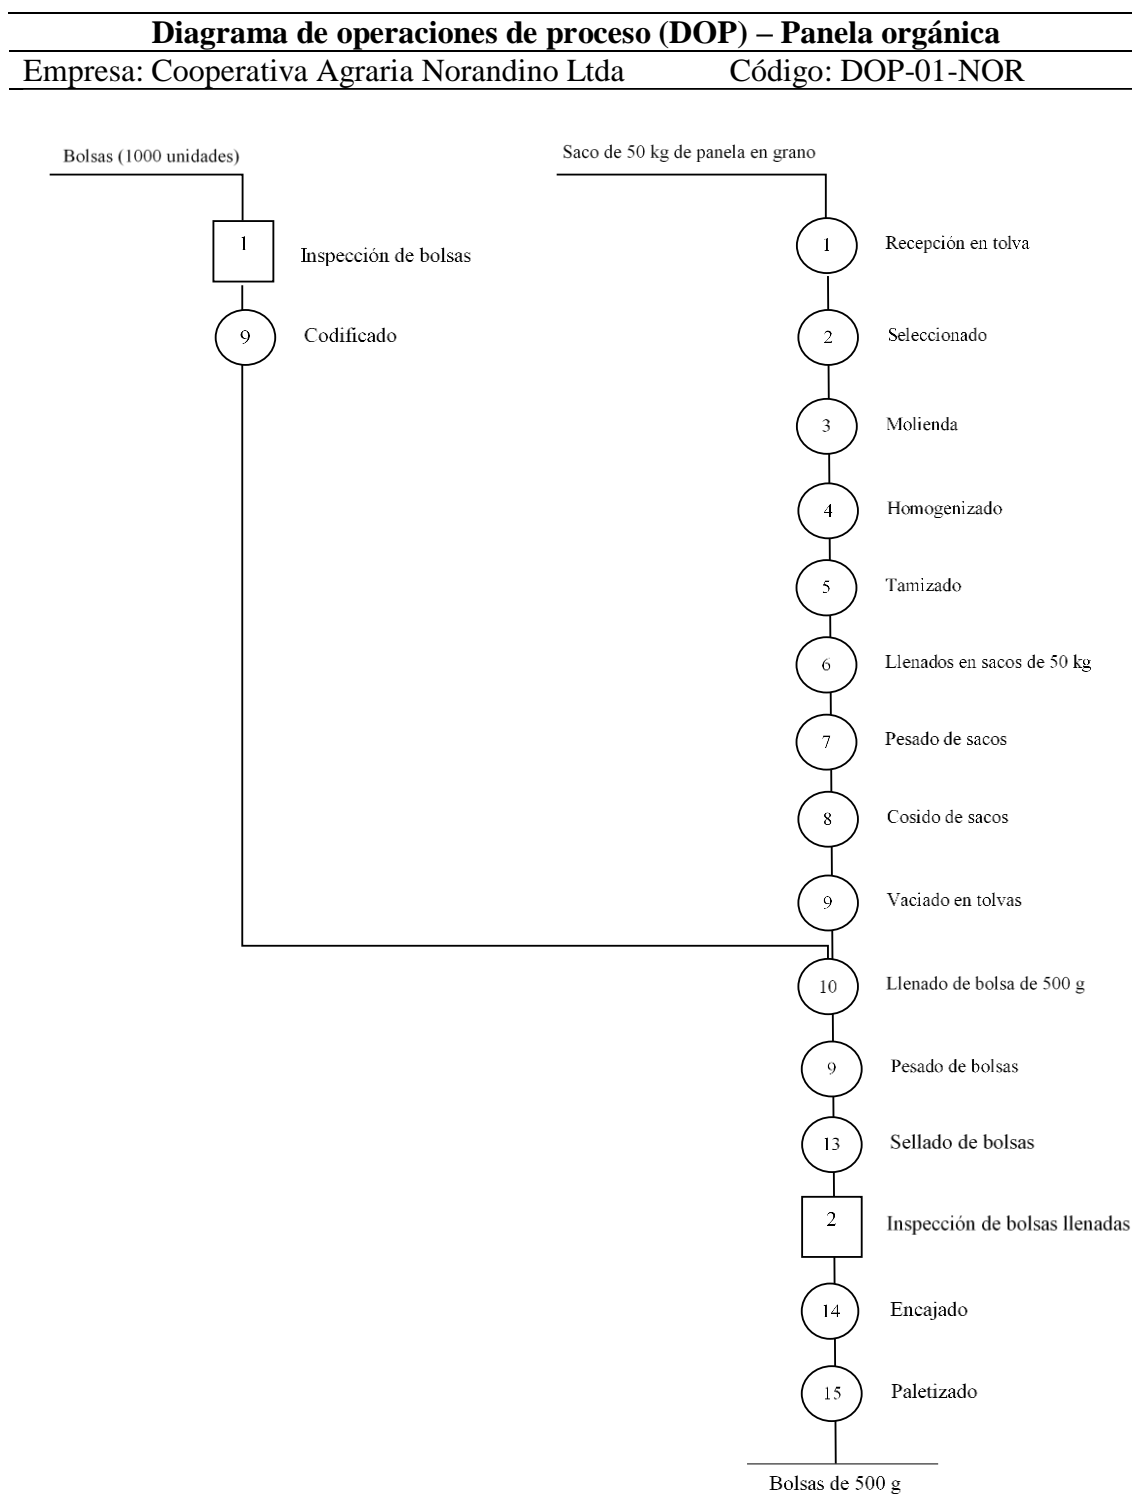 Diagrama de operaciones de proceso (DOP) – Panela orgánica
Empresa: Cooperativa Agraria Norandino Ltda Código: DOP-01-NOR
Bolsas (1000 unidades)
1
Inspección de bolsas
9
Codificado
Saco de 50 kg de panela en grano
1
Recepción en tolva
2
Seleccionado
3
Molienda
4
Homogenizado
5
Tamizado
6
Llenados en sacos de 50 kg
7
Pesado de sacos
8
Cosido de sacos
9
Vaciado en tolvas
10
Llenado de bolsa de 500 g
9
Pesado de bolsas
13
Sellado de bolsas
2
Inspección de bolsas llenadas
14
Encajado
15
Paletizado
Bolsas de 500 g